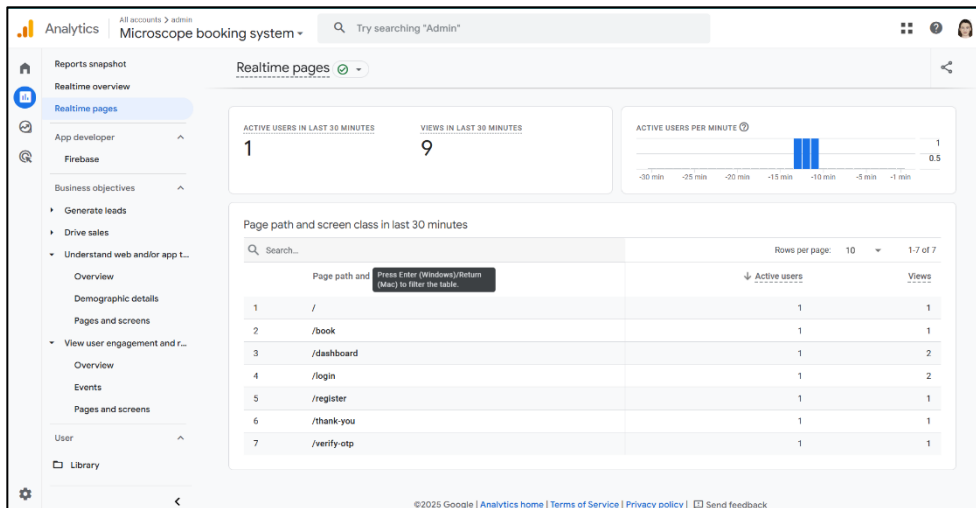 All accounts > admin
Analytics
Microscope booking system
Try searching "Admin"
Reports snapshot
Realtime overview
Realtime pages
App developer
Firebase
Business objectives
Generate leads
Drive sales
Understand web and/or app t...
Overview
Demographic details
Pages and screens
View user engagement and r...
Overview
Events
Pages and screens
User
Library
Realtime pages
ACTIVE USERS IN LAST 30 MINUTES
1
VIEWS IN LAST 30 MINUTES
9
ACTIVE USERS PER MINUTE
1
0.5
-30 min -25 min -20 min -15 min -10 min -5 min -1 min
Page path and screen class in last 30 minutes
Search...
Rows per page: 10 1-7 of 7
Page path and
Press Enter (Windows)/Return
(Mac) to filter the table.
Active users Views
1 / 1 1
2 /book 1 1
3 /dashboard 1 2
4 /login 1 2
5 /register 1 1
6 /thank-you 1 1
7 /verify-otp 1 1
©2025 Google | Analytics home | Terms of Service | Privacy policy | Send feedback